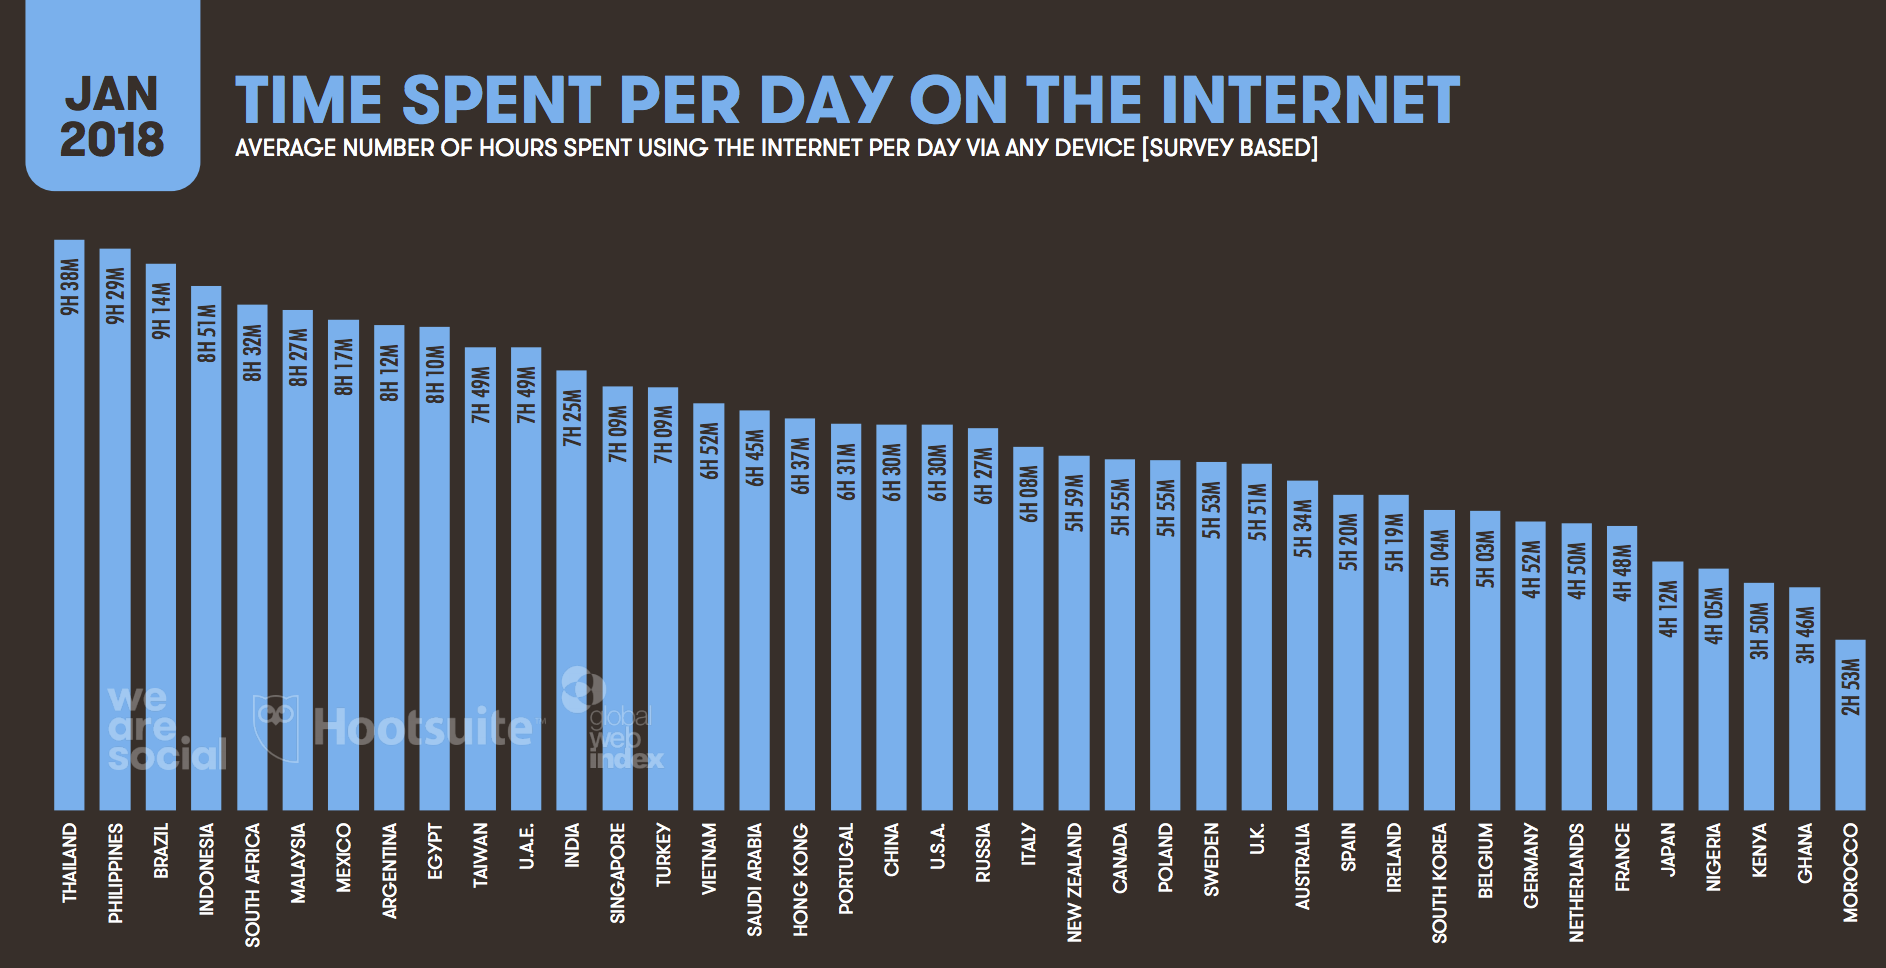 JAN
2018
TIME SPENT PER DAY ON THE INTERNET
AVERAGE NUMBER OF HOURS SPENT USING THE INTERNET PER DAY VIA ANY DEVICE [SURVEY BASED]
9H 38M
9H 29M
9H 14M
8H 51M
8H 32M
8H 27M
8H 17M
8H 12M
8H 10M
7H 49M
7H 49M
7H 25M
7H 09M
7H 09M
6H 52M
6H 45M
6H 37M
6H 31M
6H 30M
6H 30M
6H 27M
6H 08M
5H 59M
5H 55M
5H 55M
5H 53M
5H 51M
5H 34M
5H 20M
5H 19M
5H 04M
5H 03M
4H 52M
4H 50M
4H 48M
4H 12M
4H 05M
3H 50M
3H 46M
2H 53M
we
are
social
Hootsuite™
global
web
index
THAILAND
PHILIPPINES
BRAZIL
INDONESIA
SOUTH AFRICA
MALAYSIA
MEXICO
ARGENTINA
EGYPT
TAIWAN
U.A.E.
INDIA
SINGAPORE
TURKEY
VIETNAM
SAUDI ARABIA
HONG KONG
PORTUGAL
CHINA
U.S.A.
RUSSIA
ITALY
NEW ZEALAND
CANADA
POLAND
SWEDEN
U.K.
AUSTRALIA
SPAIN
IRELAND
SOUTH KOREA
BELGIUM
GERMANY
NETHERLANDS
FRANCE
JAPAN
NIGERIA
KENYA
GHANA
MOROCCO